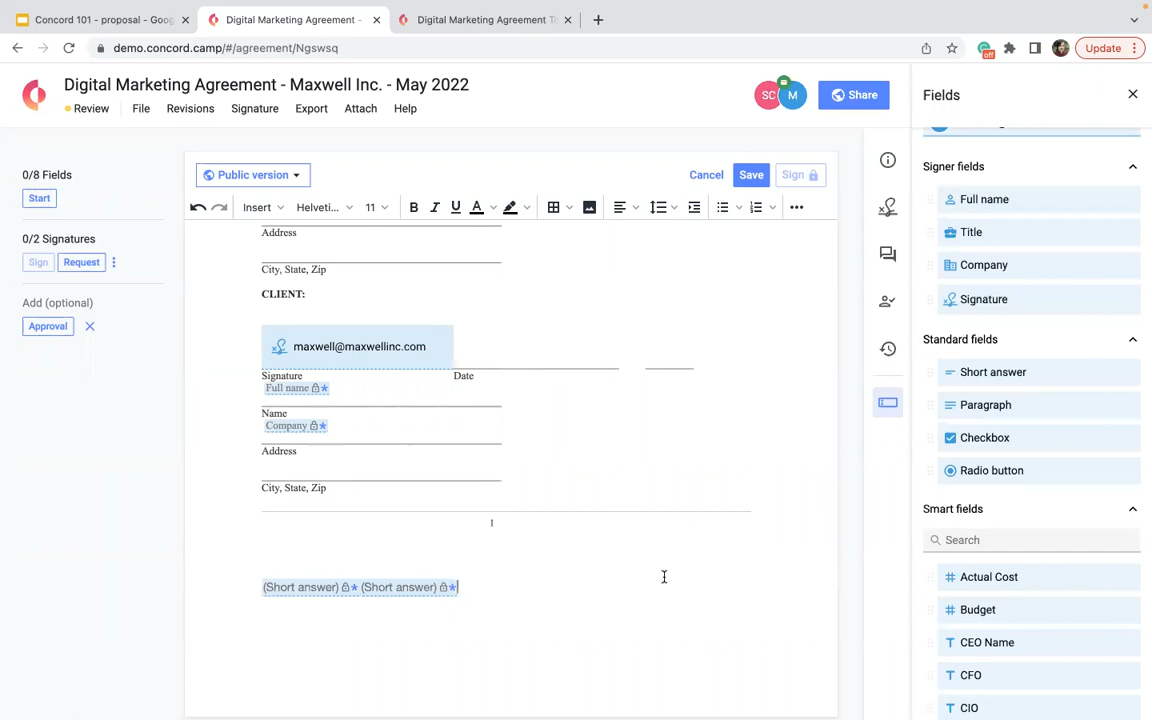 Concord 101 - proposal - Goog
Digital Marketing Agreement -
Digital Marketing Agreement Te
demo.concord.camp/#/agreement/Ngswsq
off
Update
Digital Marketing Agreement - Maxwell Inc. - May 2022
Review File Revisions Signature Export Attach Help
SC M Share
Fields
0/8 Fields
Start
0/2 Signatures
Sign Request
Add (optional)
Approval
Public version Cancel Save Sign
Insert Helveti... 11 B I U A
Address
City, State, Zip
CLIENT:
maxwell@maxwellinc.com
Signature Date
Full name *
Name
Company *
Address
City, State, Zip
(Short answer) * (Short answer) *
Signer fields
Full name
Title
Company
Signature
Standard fields
Short answer
Paragraph
Checkbox
Radio button
Smart fields
Search
# Actual Cost
# Budget
T CEO Name
T CFO
T CIO